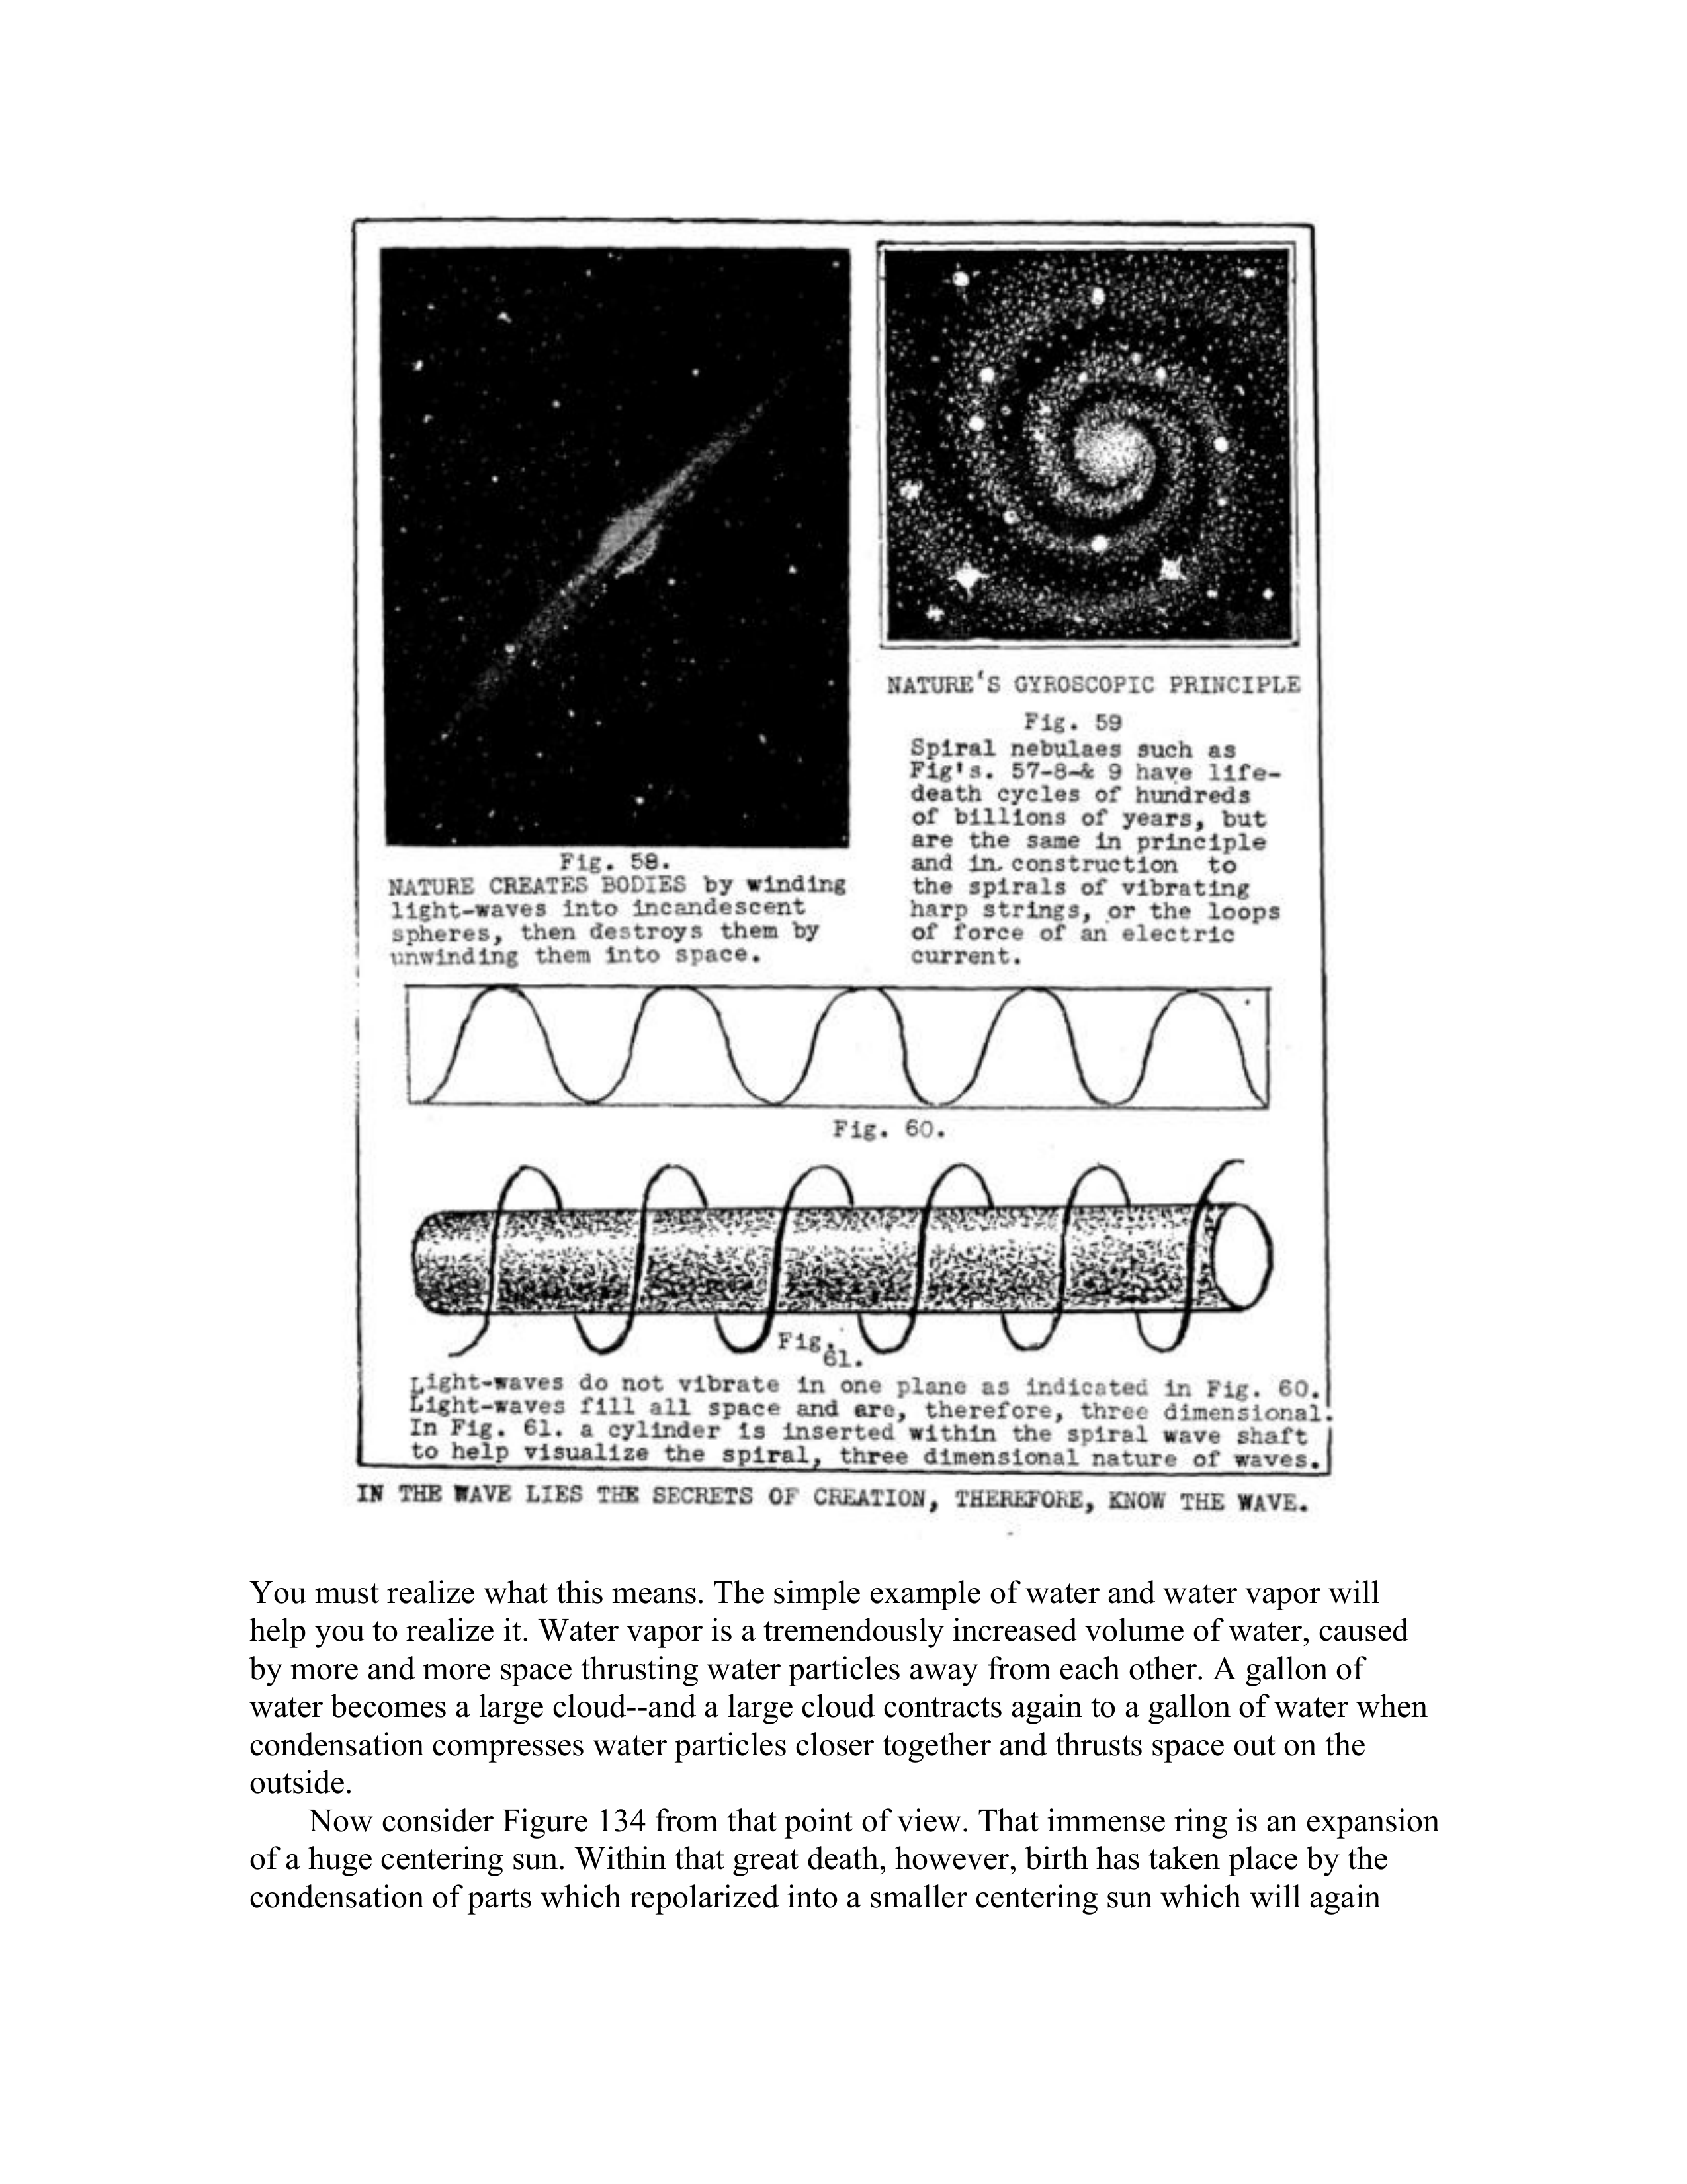 NATURE'S GYROSCOPIC PRINCIPLE
Fig. 59
Spiral nebulaes such as
Fig's. 57-8-& 9 have life-
death cycles of hundreds
of billions of years, but
are the same in principle
and in construction to
the spirals of vibrating
harp strings, or the loops
of force of an electric
current.
Fig. 58.
NATURE CREATES BODIES by winding
light-waves into incandescent
spheres, then destroys them by
unwinding them into space.
Fig. 60.
Fig. 61.
Light-waves do not vibrate in one plane as indicated in Fig. 60.
Light-waves fill all space and are, therefore, three dimensional.
In Fig. 61. a cylinder is inserted within the spiral wave shaft
to help visualize the spiral, three dimensional nature of waves.
IN THE WAVE LIES THE SECRETS OF CREATION, THEREFORE, KNOW THE WAVE.
You must realize what this means. The simple example of water and water vapor will
help you to realize it. Water vapor is a tremendously increased volume of water, caused
by more and more space thrusting water particles away from each other. A gallon of
water becomes a large cloud--and a large cloud contracts again to a gallon of water when
condensation compresses water particles closer together and thrusts space out on the
outside.
Now consider Figure 134 from that point of view. That immense ring is an expansion
of a huge centering sun. Within that great death, however, birth has taken place by the
condensation of parts which repolarized into a smaller centering sun which will again